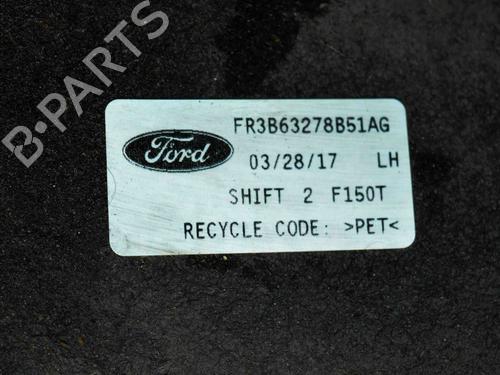 B-PARTS
FR3B63278B51AG
Ford
03/28/17 LH
SHIFT 2 F150T
RECYCLE CODE: >PET<